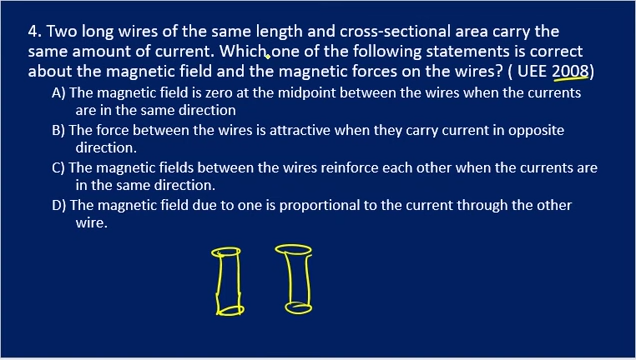 4. Two long wires of the same length and cross-sectional area carry the
same amount of current. Which one of the following statements is correct
about the magnetic field and the magnetic forces on the wires? ( UEE 2008)
A) The magnetic field is zero at the midpoint between the wires when the currents
are in the same direction
B) The force between the wires is attractive when they carry current in opposite
direction.
C) The magnetic fields between the wires reinforce each other when the currents are
in the same direction.
D) The magnetic field due to one is proportional to the current through the other
wire.